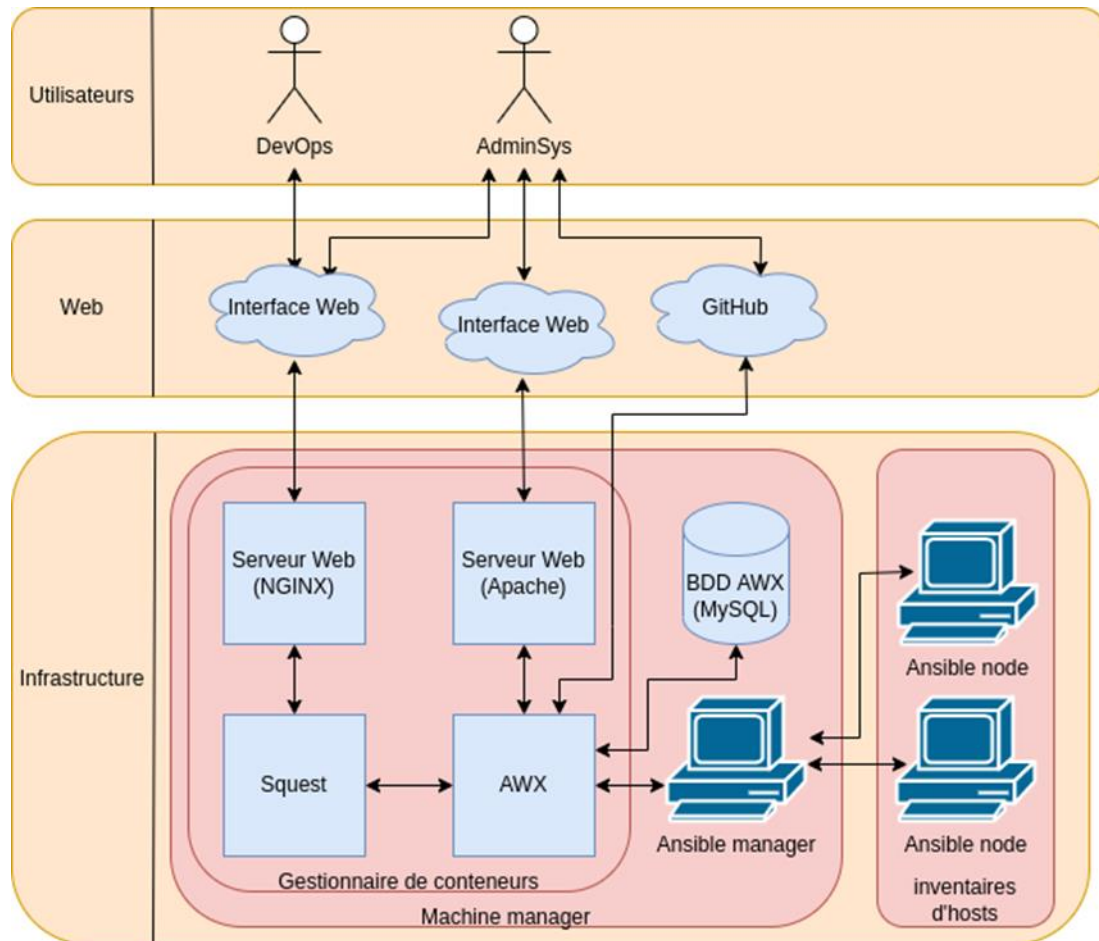 Utilisateurs
DevOps
AdminSys
Web
Interface Web
Interface Web
GitHub
Infrastructure
Serveur Web
(NGINX)
Serveur Web
(Apache)
BDD AWX
(MySQL)
Ansible node
Squest
AWX
Ansible manager
Ansible node
Gestionnaire de conteneurs
Machine manager
inventaires
d'hosts